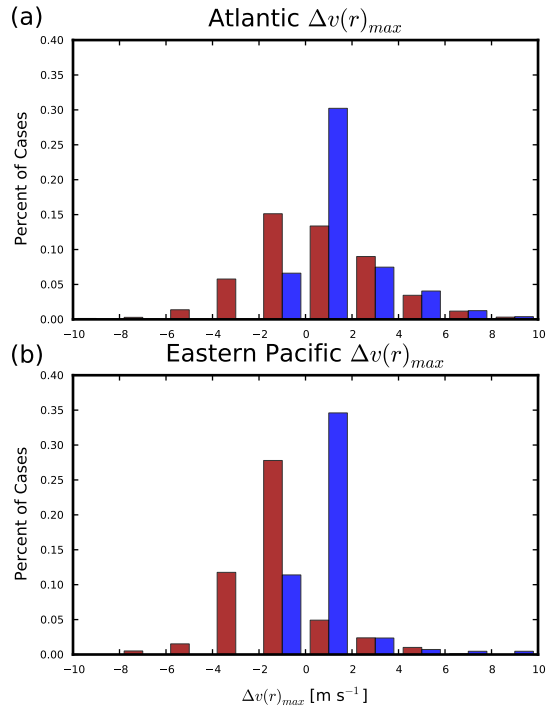 (a)
Atlantic Δv(r)max
0.40
0.35
0.30
0.25
0.20
0.15
0.10
0.05
0.00
Percent of Cases
−10 −8 −6 −4 −2 0 2 4 6 8 10
(b)
Eastern Pacific Δv(r)max
0.40
0.35
0.30
0.25
0.20
0.15
0.10
0.05
0.00
Percent of Cases
−10 −8 −6 −4 −2 0 2 4 6 8 10
Δv(r)max [m s⁻¹]